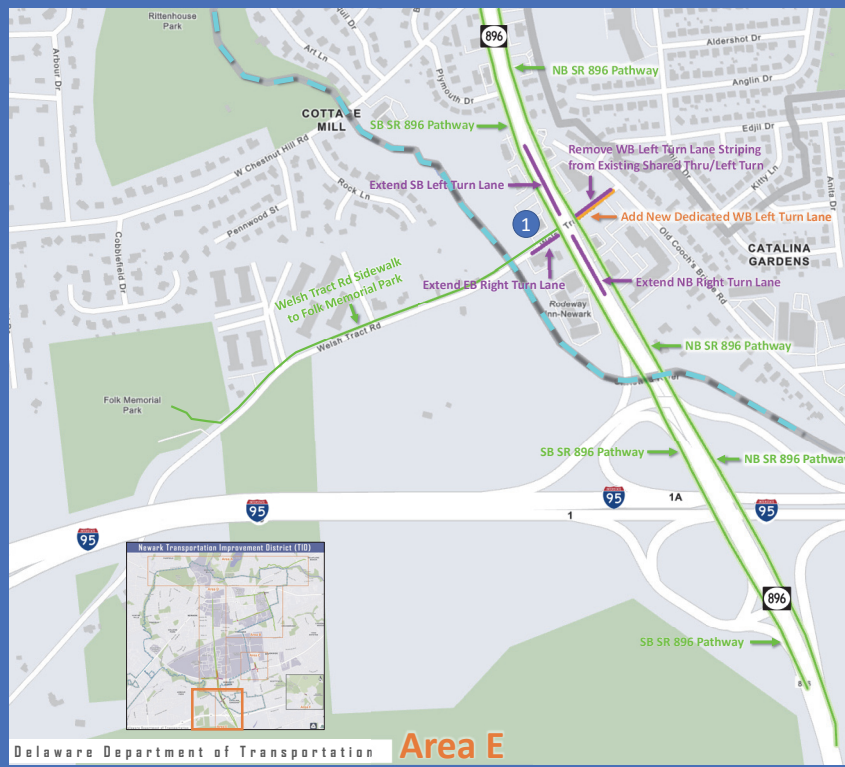 Rittenhouse
Park
Art Ln
Plymouth Dr
896
Aldershot Dr
Arbour Dr
NB SR 896 Pathway
Anglin Dr
COTTAGE
MILL
SB SR 896 Pathway
Edjil Dr
W Chestnut Hill Rd
Remove WB Left Turn Lane Striping
from Existing Shared Thru/Left Turn
Kitty Ln
Anita Dr
Rock Ln
Extend SB Left Turn Lane
Pennwood St
1
Add New Dedicated WB Left Turn Lane
Cobblefield Dr
Old Cooch's Bridge Rd
CATALINA
GARDENS
Welsh Tract Rd Sidewalk
to Folk Memorial Park
Extend EB Right Turn Lane
Extend NB Right Turn Lane
Rodeway
Inn-Newark
Welsh Tract Rd
NB SR 896 Pathway
Folk Memorial
Park
SB SR 896 Pathway
NB SR 896 Pathway
95
95
1A
95
95
1
Newark Transportation Improvement District (TID)
896
SB SR 896 Pathway
Delaware Department of Transportation
Area E